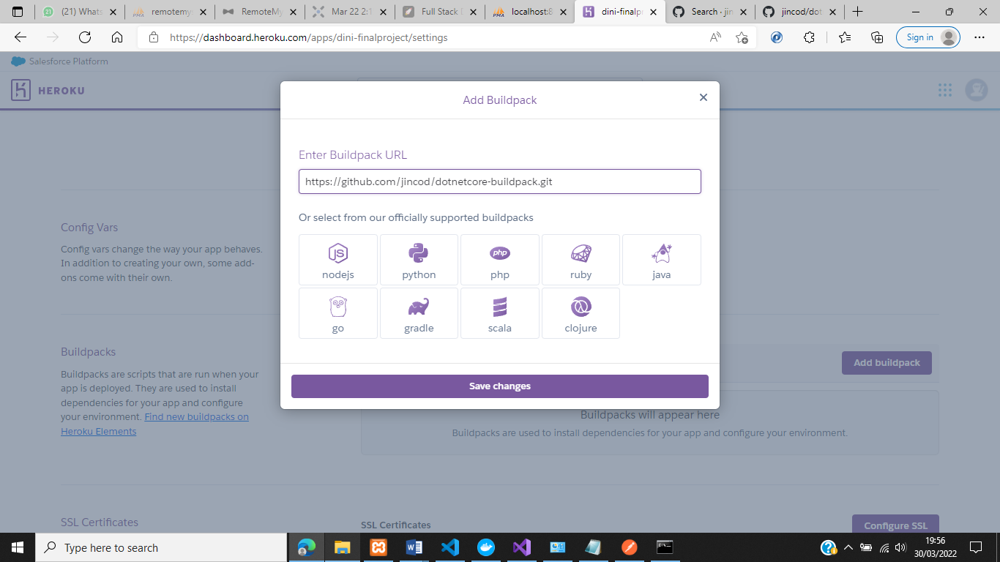 (21) Whats
remotemy
RemoteMy
Mar 22 2:1
Full Stack
localhost:8
dini-finalp
Search · jin
jincod/dot
https://dashboard.heroku.com/apps/dini-finalproject/settings
Sign in
Salesforce Platform
HEROKU
Add Buildpack
Enter Buildpack URL
https://github.com/jincod/dotnetcore-buildpack.git
Or select from our officially supported buildpacks
nodejs
python
php
ruby
java
go
gradle
scala
clojure
Save changes
Config Vars
Config vars change the way your app behaves.
In addition to creating your own, some add-
ons come with their own.
Buildpacks
Buildpacks are scripts that are run when your
app is deployed. They are used to install
dependencies for your app and configure
your environment. Find new buildpacks on
Heroku Elements
Add buildpack
Buildpacks will appear here
Buildpacks are used to install dependencies for your app and configure your environment.
SSL Certificates
SSL Certificates
Configure SSL
Type here to search
19:56
30/03/2022